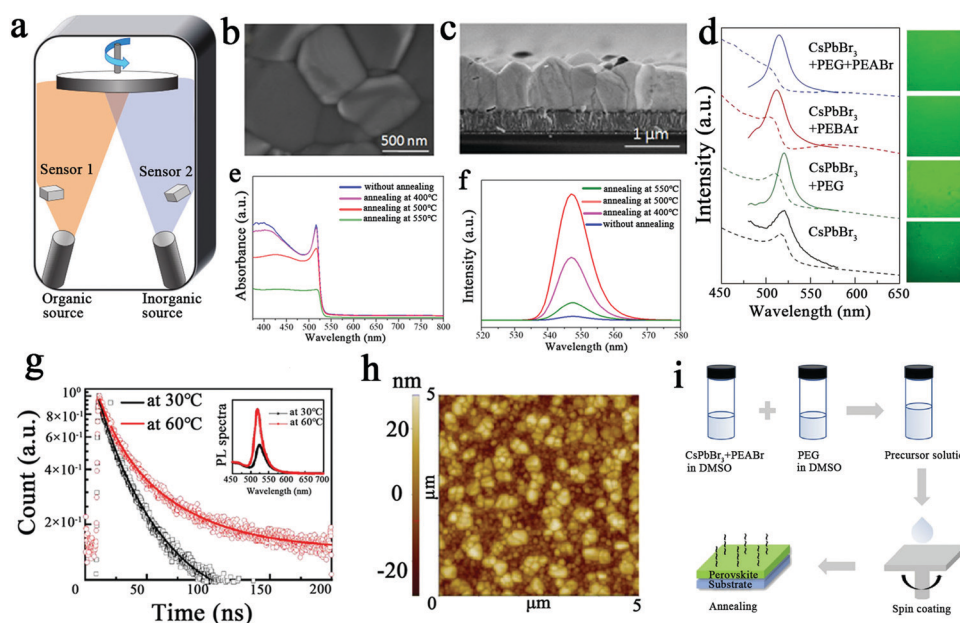 a
Sensor 1
Sensor 2
Organic
source
Inorganic
source
b
500 nm
c
1 μm
d
CsPbBr3
+PEG+PEABr
CsPbBr3
+PEBAr
CsPbBr3
+PEG
CsPbBr3
Intensity (a.u.)
450 500 550 600 650
Wavelength (nm)
e
without annealing
annealing at 400℃
annealing at 500℃
annealing at 550℃
Absorbance (a.u.)
400 450 500 550 600 650 700 750 800
Wavelength (nm)
f
annealing at 550℃
annealing at 500℃
annealing at 400℃
without annealing
Intensity (a.u.)
520 530 540 550 560 570 580
Wavelength (nm)
g
at 30℃
at 60℃
Count (a.u.)
10⁰
8×10⁻¹
6×10⁻¹
4×10⁻¹
2×10⁻¹
0 50 100 150 200
Time (ns)
PL spectra
at 30℃
at 60℃
450 500 550 600 650 700
Wavelength (nm)
h
nm
20
0
-20
5
μm
0
μm
5
i
CsPbBr3+PEABr
in DMSO
PEG
in DMSO
Precursor solutio
Perovskite
Substrate
Annealing
Spin coating